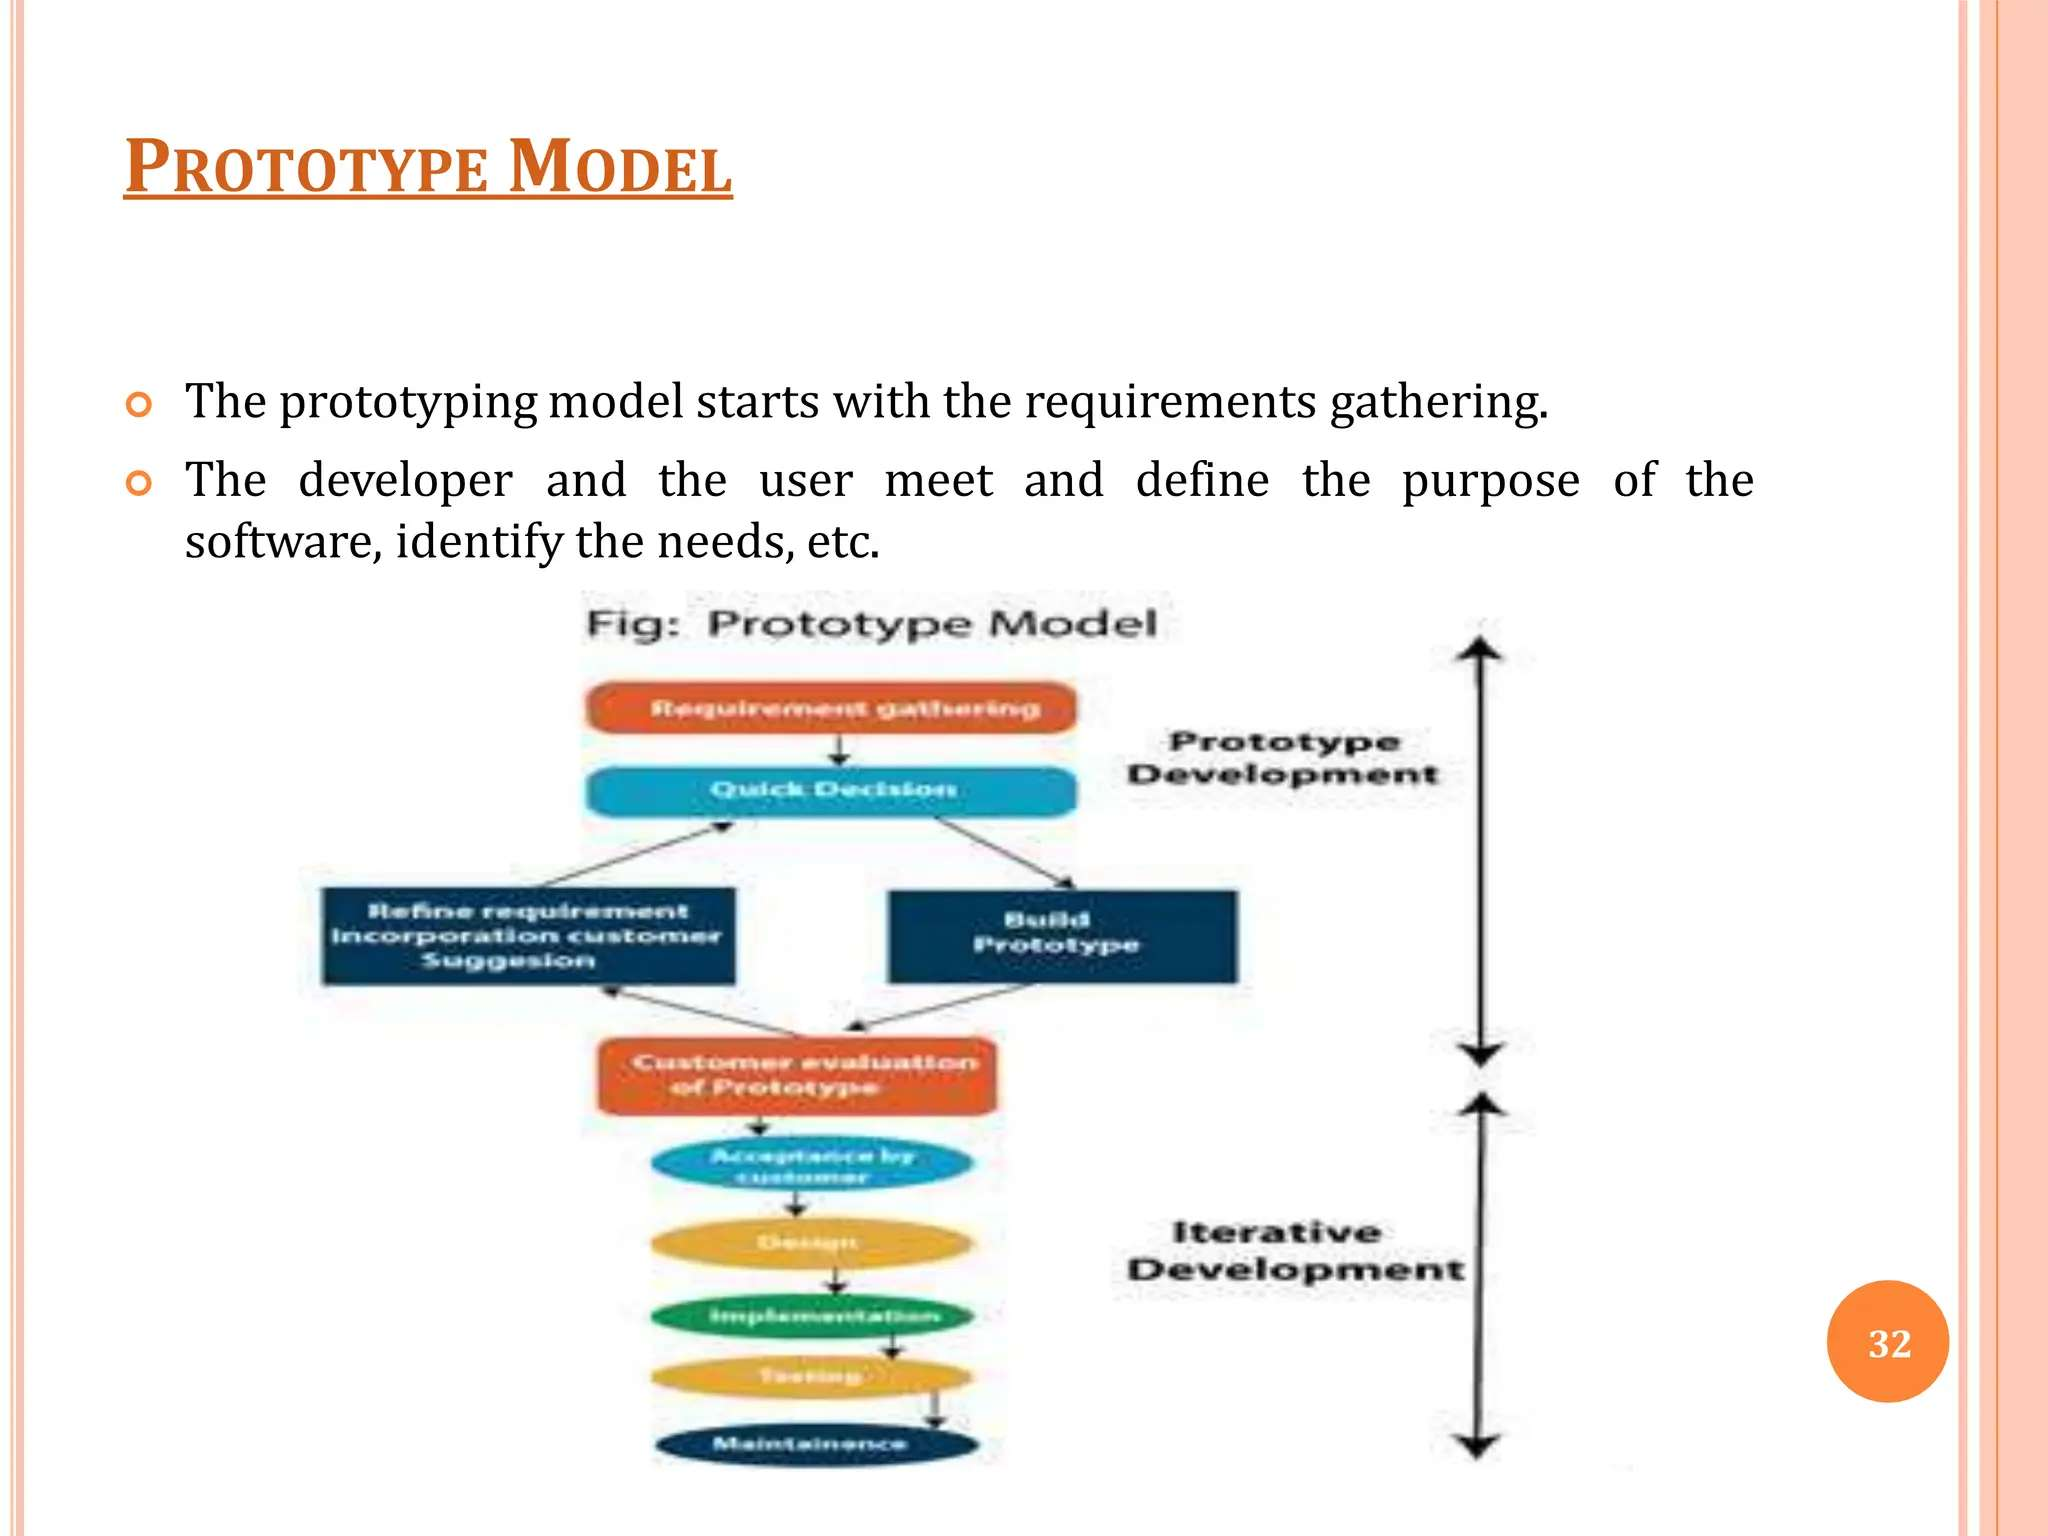 PROTOTYPE MODEL
The prototyping model starts with the requirements gathering.
The developer and the user meet and define the purpose of the
software, identify the needs, etc.
Fig: Prototype Model
Requirement gathering
Quick Decision
Prototype
Development
Refine requirement
Incorporation customer
Suggesion
Build
Prototype
Customer evaluation
of Prototype
Acceptance by
customer
Design
Iterative
Development
Implementation
Testing
Maintainence
32